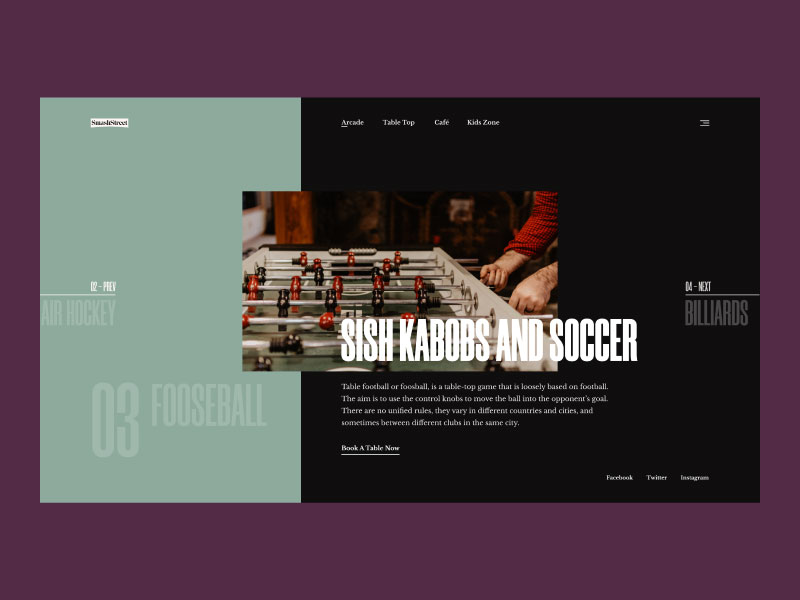 SmashStreet
Arcade Table Top Café Kids Zone
02 - PREV
AIR HOCKEY
04 - NEXT
BILLIARDS
SISH KABOBS AND SOCCER
03 FOOSEBALL
Table football or foosball, is a table-top game that is loosely based on football.
The aim is to use the control knobs to move the ball into the opponent's goal.
There are no unified rules, they vary in different countries and cities, and
sometimes between different clubs in the same city.
Book A Table Now
Facebook Twitter Instagram